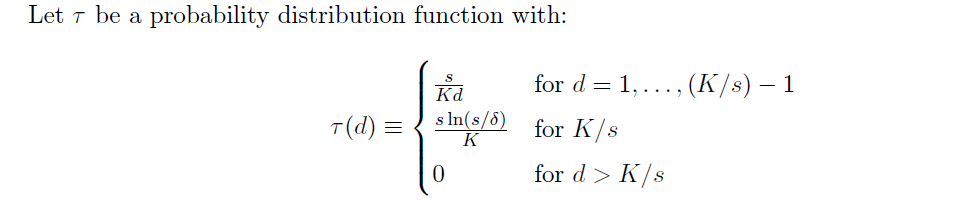 Let τ be a probability distribution function with:
τ(d) ≡ { s/Kd for d = 1, . . . , (K/s) − 1
s ln(s/δ)/K for K/s
0 for d > K/s